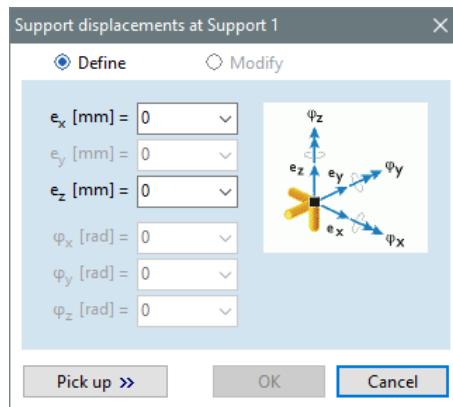 Support displacements at Support 1
Define
Modify
ex [mm] = 0
ey [mm] = 0
ez [mm] = 0
φx [rad] = 0
φy [rad] = 0
φz [rad] = 0
φz
ez ey φy
ex φx
Pick up »
OK
Cancel